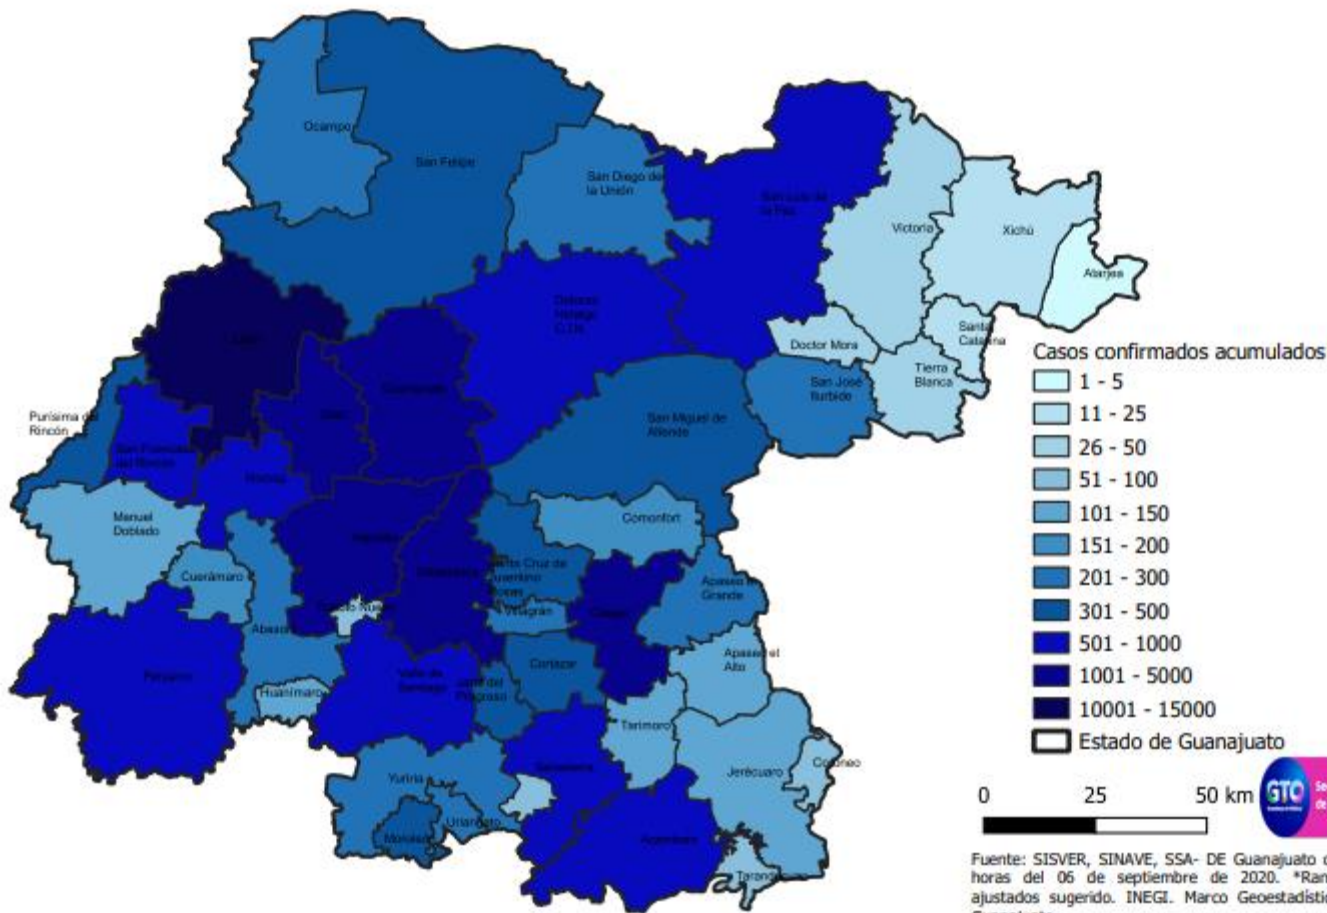 Ocampo
San Felipe
San Diego de
la Unión
San Luis de
la Paz
Victoria
Xichú
Atarjea
Dolores
Hidalgo
C.I.N.
León
Silao
Guanajuato
Doctor Mora
Santa
Catarina
Tierra
Blanca
San José
Iturbide
San Miguel de
Allende
Purísima del
Rincón
San Francisco
del Rincón
Romita
Manuel
Doblado
Cuerámaro
Irapuato
Salamanca
Comonfort
Santa Cruz de
Juventino
Rosas
Villagrán
Celaya
Apaseo el
Grande
Apaseo el
Alto
Pueblo Nuevo
Abasolo
Pénjamo
Huanímaro
Valle de
Santiago
Jaral del
Progreso
Cortazar
Tarimoro
Jerécuaro
Coroneo
Salvatierra
Yuriria
Uriangato
Moroleón
Acámbaro
Tarandacuao
Casos confirmados acumulados
1 - 5
11 - 25
26 - 50
51 - 100
101 - 150
151 - 200
201 - 300
301 - 500
501 - 1000
1001 - 5000
10001 - 15000
Estado de Guanajuato
0 25 50 km
GTO
Fuente: SISVER, SINAVE, SSA- DE Guanajuato
horas del 06 de septiembre de 2020.
ajustados sugerido. INEGI. Marco